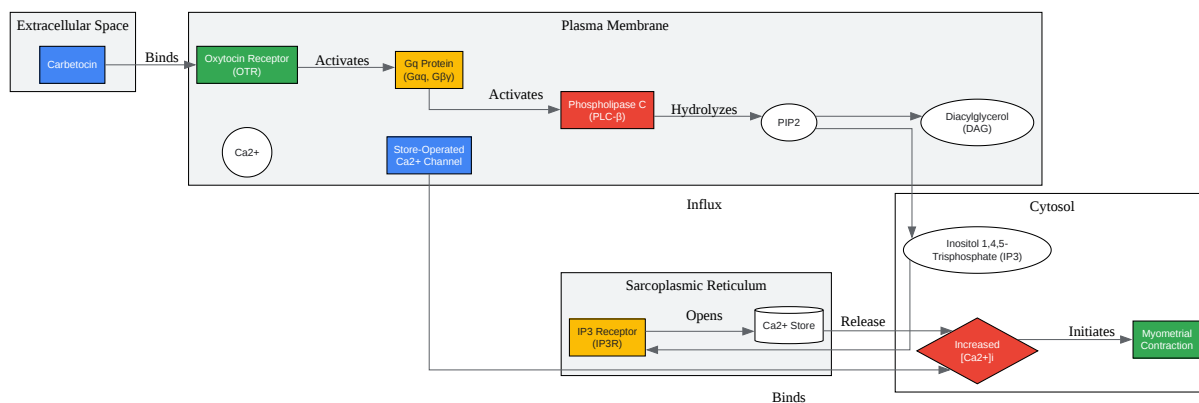 Extracellular Space
Plasma Membrane
Carbetocin
Binds
Oxytocin Receptor
(OTR)
Activates
Gq Protein
(Gαq, Gβγ)
Activates
Phospholipase C
(PLC-β)
Hydrolyzes
PIP2
Diacylglycerol
(DAG)
Ca2+
Store-Operated
Ca2+ Channel
Influx
Cytosol
Inositol 1,4,5-
Trisphosphate (IP3)
Sarcoplasmic Reticulum
IP3 Receptor
(IP3R)
Opens
Ca2+ Store
Release
Increased
[Ca2+]i
Initiates
Myometrial
Contraction
Binds